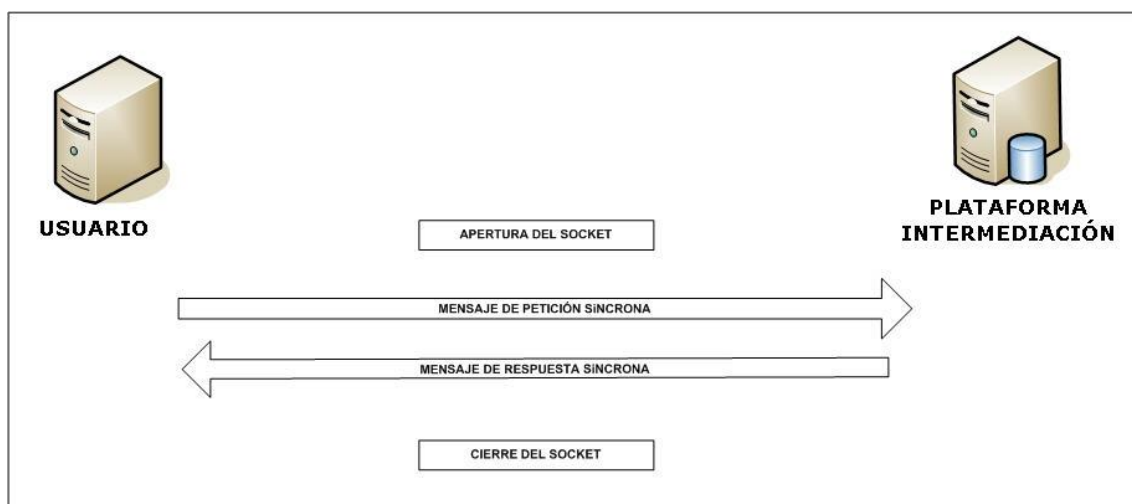 USUARIO
PLATAFORMA
INTERMEDIACIÓN
APERTURA DEL SOCKET
MENSAJE DE PETICIÓN SíNCRONA
MENSAJE DE RESPUESTA SíNCRONA
CIERRE DEL SOCKET